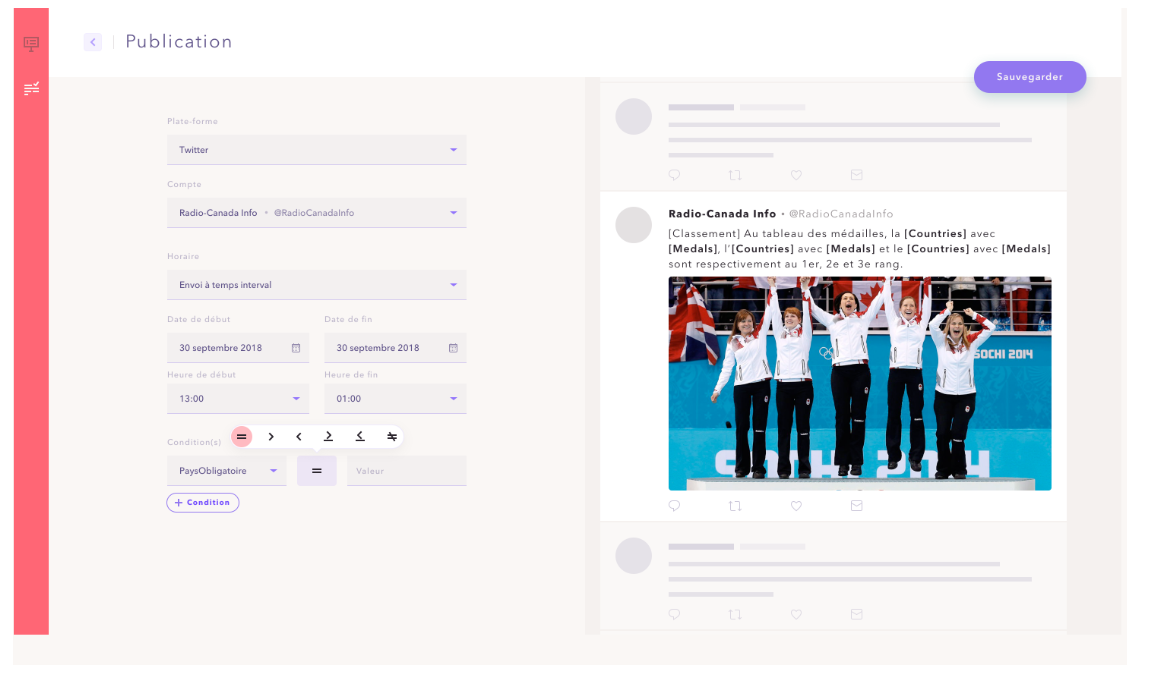 Publication
Sauvegarder
Plate-forme
Twitter
Compte
Radio-Canada Info • @RadioCanadaInfo
Horaire
Envoi à temps interval
Date de début
Date de fin
30 septembre 2018
30 septembre 2018
Heure de début
Heure de fin
13:00
01:00
Condition(s)
= > < ≥ ≤ ≠
PaysObligatoire
=
Valeur
+ Condition
Radio-Canada Info • @RadioCanadaInfo
[Classement] Au tableau des médailles, la [Countries] avec
[Medals], l'[Countries] avec [Medals] et le [Countries] avec [Medals]
sont respectivement au 1er, 2e et 3e rang.
SOCHI 2014
SOCHI 2014